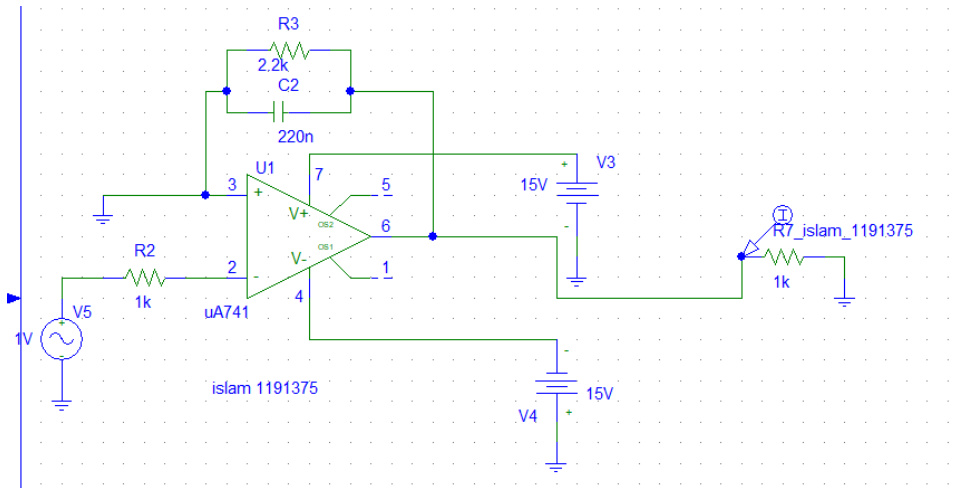 R3
2.2k
C2
220n
U1
3
+
7
V+
5
OS2
6
OS1
V-
1
2
-
4
uA741
R2
1k
V5
+
-
1V
islam 1191375
V3
+
15V
-
I
R7_islam_1191375
1k
-
15V
V4
+